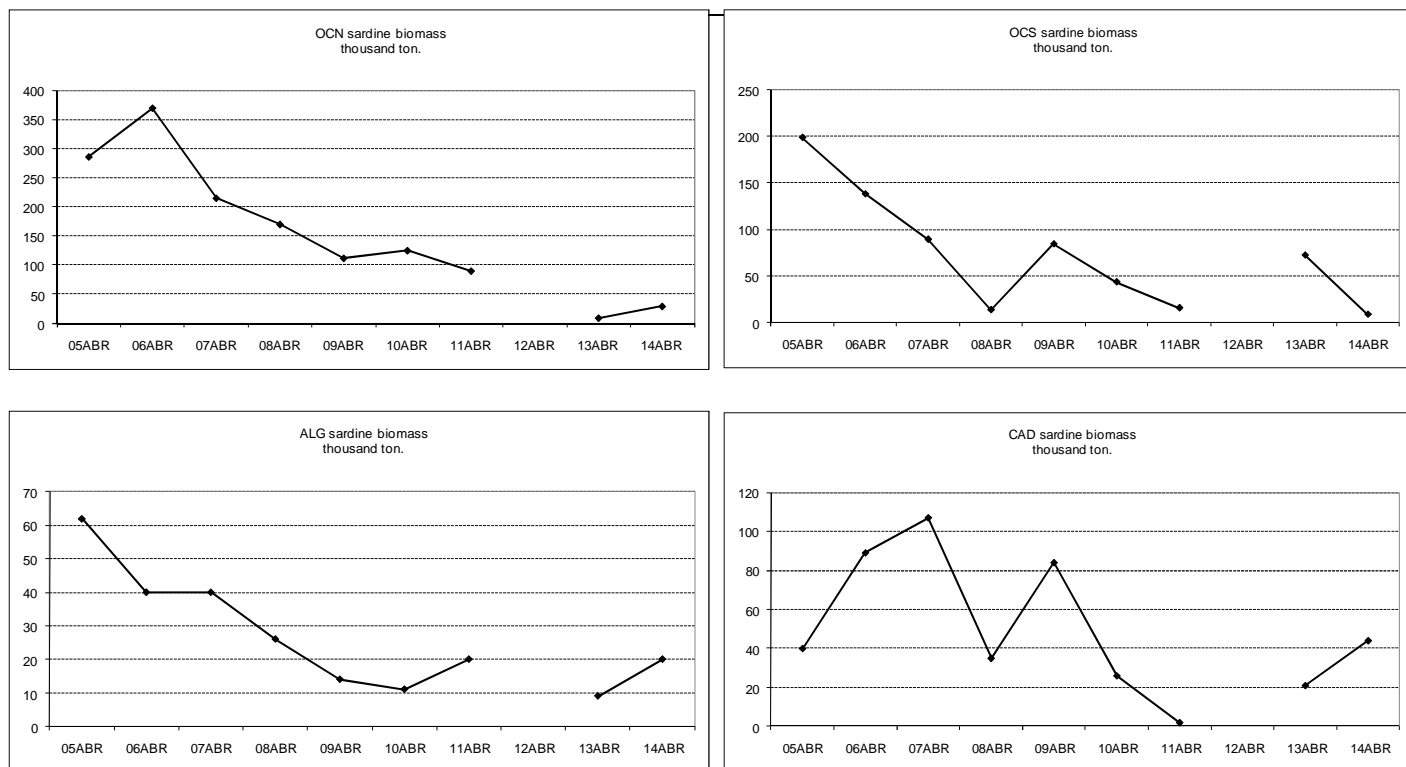 OCN sardine biomass
thousand ton.
400
350
300
250
200
150
100
50
0
05ABR 06ABR 07ABR 08ABR 09ABR 10ABR 11ABR 12ABR 13ABR 14ABR
OCS sardine biomass
thousand ton.
250
200
150
100
50
0
05ABR 06ABR 07ABR 08ABR 09ABR 10ABR 11ABR 12ABR 13ABR 14ABR
ALG sardine biomass
thousand ton.
70
60
50
40
30
20
10
0
05ABR 06ABR 07ABR 08ABR 09ABR 10ABR 11ABR 12ABR 13ABR 14ABR
CAD sardine biomass
thousand ton.
120
100
80
60
40
20
0
05ABR 06ABR 07ABR 08ABR 09ABR 10ABR 11ABR 12ABR 13ABR 14ABR